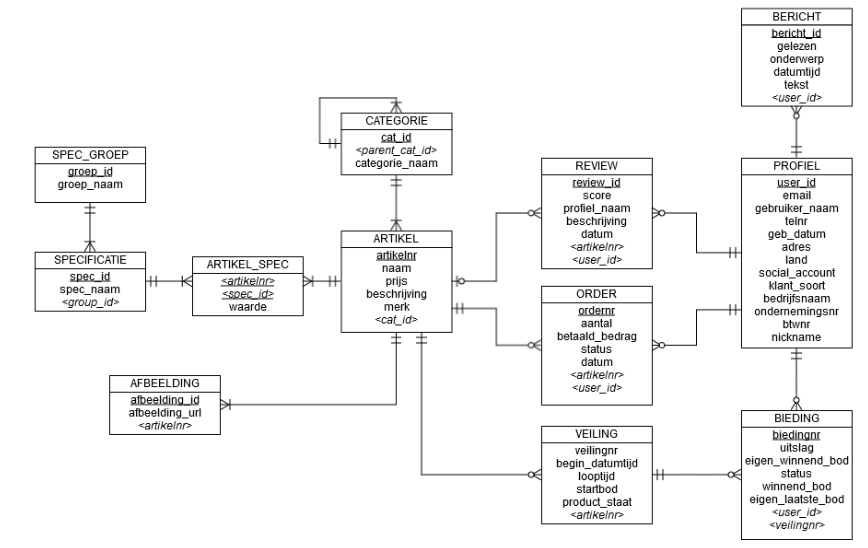 BERICHT
bericht_id
gelezen
onderwerp
datumtijd
tekst
<user_id>
CATEGORIE
cat_id
<parent_cat_id>
categorie_naam
SPEC_GROEP
groep_id
groep_naam
REVIEW
review_id
score
profiel_naam
beschrijving
datum
<artikelnr>
<user_id>
PROFIEL
user_id
email
gebruiker_naam
telnr
geb_datum
adres
land
social_account
klant_soort
bedrijfsnaam
ondernemingsnr
btwnr
nickname
ARTIKEL
artikelnr
naam
prijs
beschrijving
merk
<cat_id>
SPECIFICATIE
spec_id
spec_naam
<group_id>
ARTIKEL_SPEC
<artikelnr>
<spec_id>
waarde
ORDER
ordernr
aantal
betaald_bedrag
status
datum
<artikelnr>
<user_id>
AFBEELDING
afbeelding_id
afbeelding_url
<artikelnr>
VEILING
veilingnr
begin_datumtijd
looptijd
startbod
product_staat
<artikelnr>
BIEDING
biedingnr
uitslag
eigen_winnend_bod
status
winnend_bod
eigen_laatste_bod
<user_id>
<veilingnr>